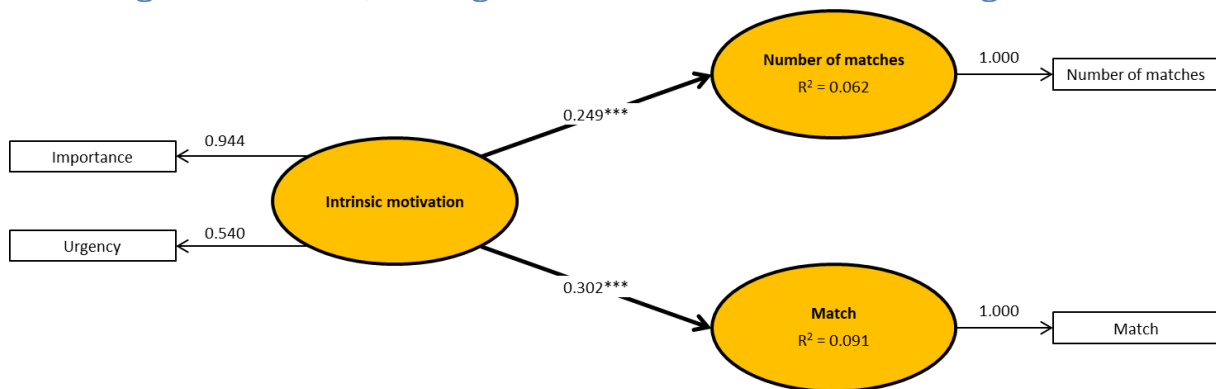 Number of matches
R² = 0.062
1.000
Number of matches
0.249***
0.944
Importance
Intrinsic motivation
0.540
Urgency
0.302***
Match
R² = 0.091
1.000
Match